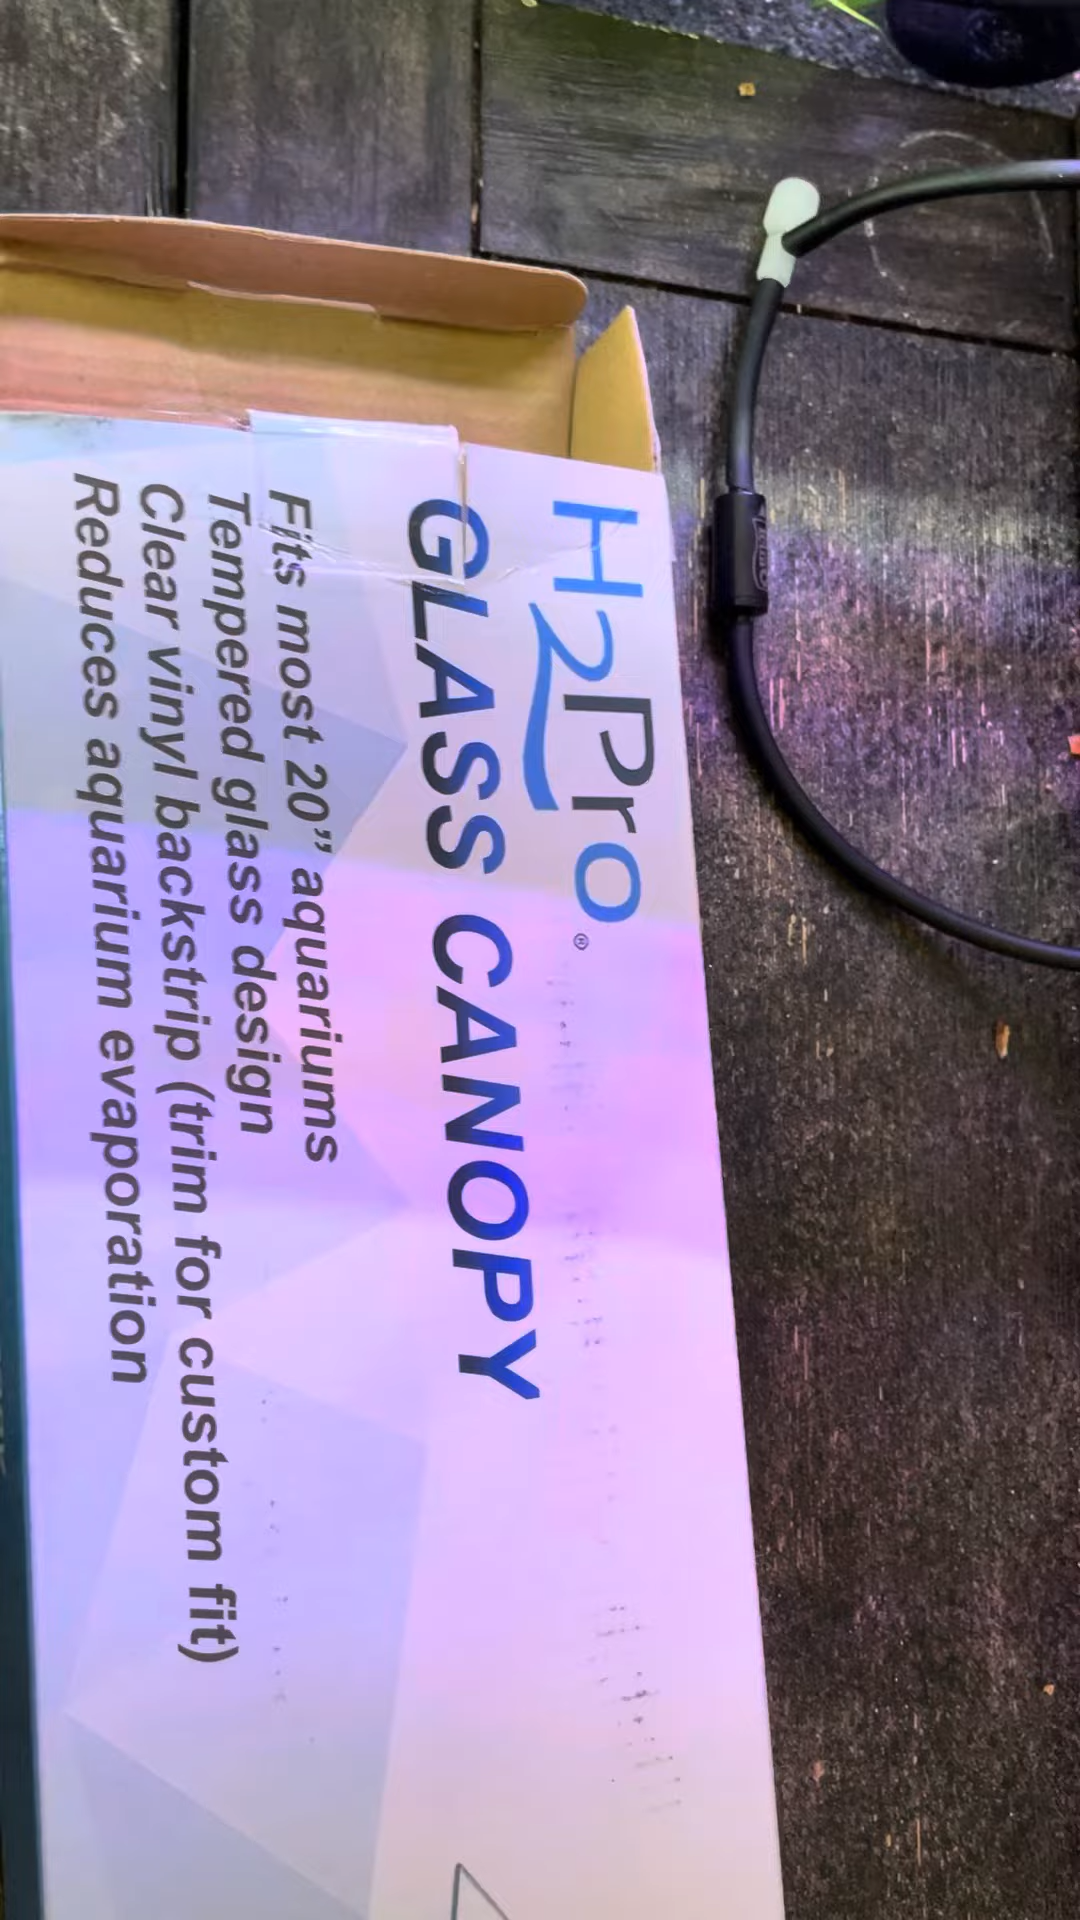 H2Pro®
GLASS CANOPY
Fits most 20” aquariums
Tempered glass design
Clear vinyl backstrip (trim for custom fit)
Reduces aquarium evaporation